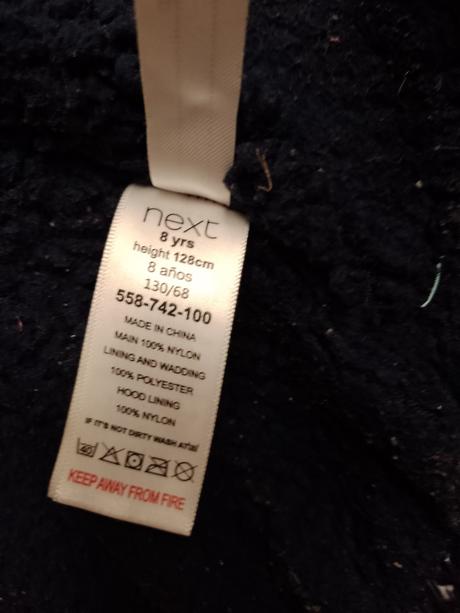 next
8 yrs
height 128cm
8 años
130/68
558-742-100
MADE IN CHINA
MAIN 100% NYLON
LINING AND WADDING
100% POLYESTER
HOOD LINING
100% NYLON
IF IT'S NOT DIRTY WASH AT
40
KEEP AWAY FROM FIRE